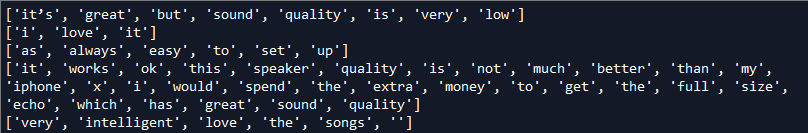 ['it’s', 'great', 'but', 'sound', 'quality', 'is', 'very', 'low']
['i', 'love', 'it']
['as', 'always', 'easy', 'to', 'set', 'up']
['it', 'works', 'ok', 'this', 'speaker', 'quality', 'is', 'not', 'much', 'better', 'than', 'my',
'iphone', 'x', 'i', 'would', 'spend', 'the', 'extra', 'money', 'to', 'get', 'the', 'full', 'size',
'echo', 'which', 'has', 'great', 'sound', 'quality']
['very', 'intelligent', 'love', 'the', 'songs', '']